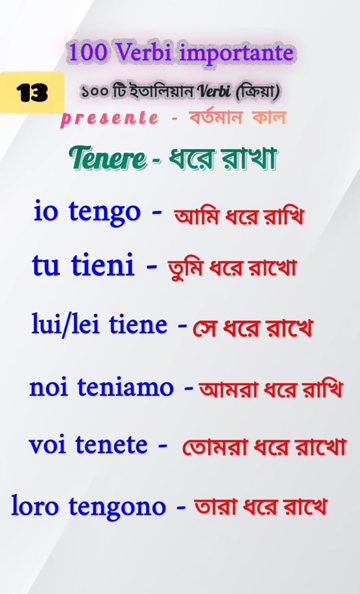 100 Verbi importante
13
১০০ টি ইতালিয়ান Verbi (ক্রিয়া)
presente - বর্তমান কাল
Tenere - ধরে রাখা
io tengo - আমি ধরে রাখি
tu tieni - তুমি ধরে রাখো
lui/lei tiene - সে ধরে রাখে
noi teniamo - আমরা ধরে রাখি
voi tenete - তোমরা ধরে রাখো
loro tengono - তারা ধরে রাখে